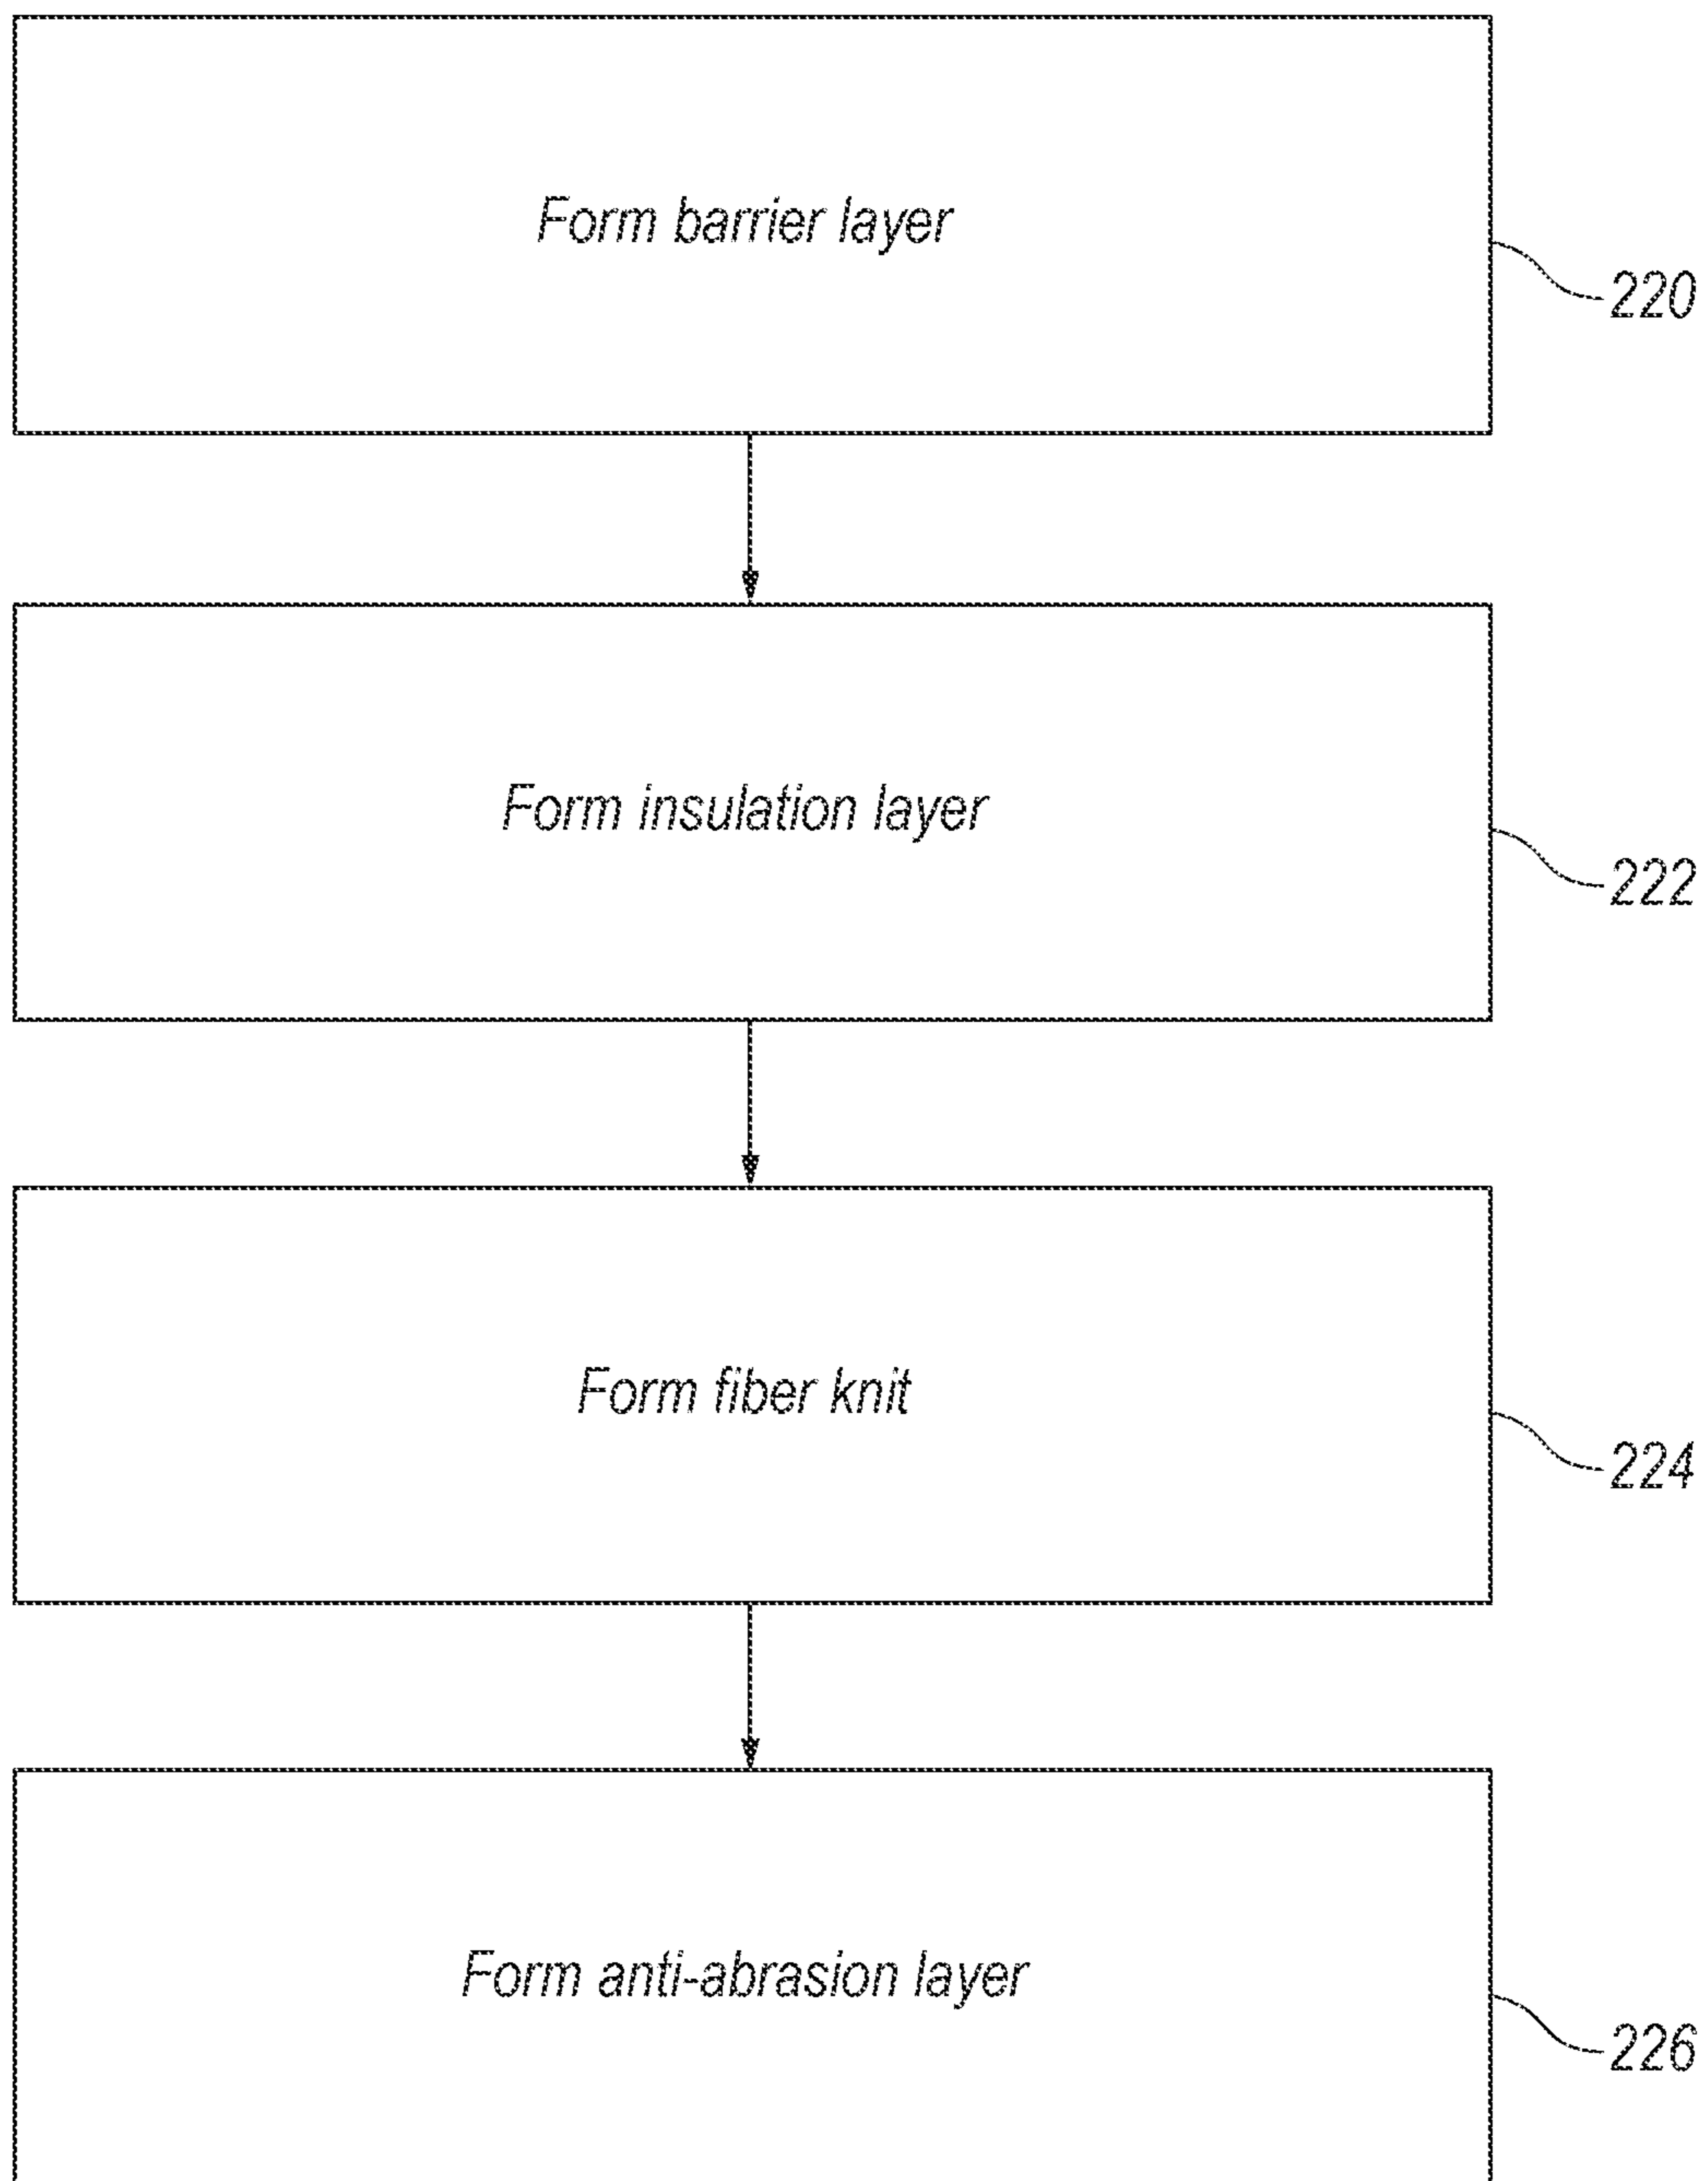 Form barrier layer
220
Form insulation layer
222
Form fiber knit
224
Form anti-abrasion layer
226